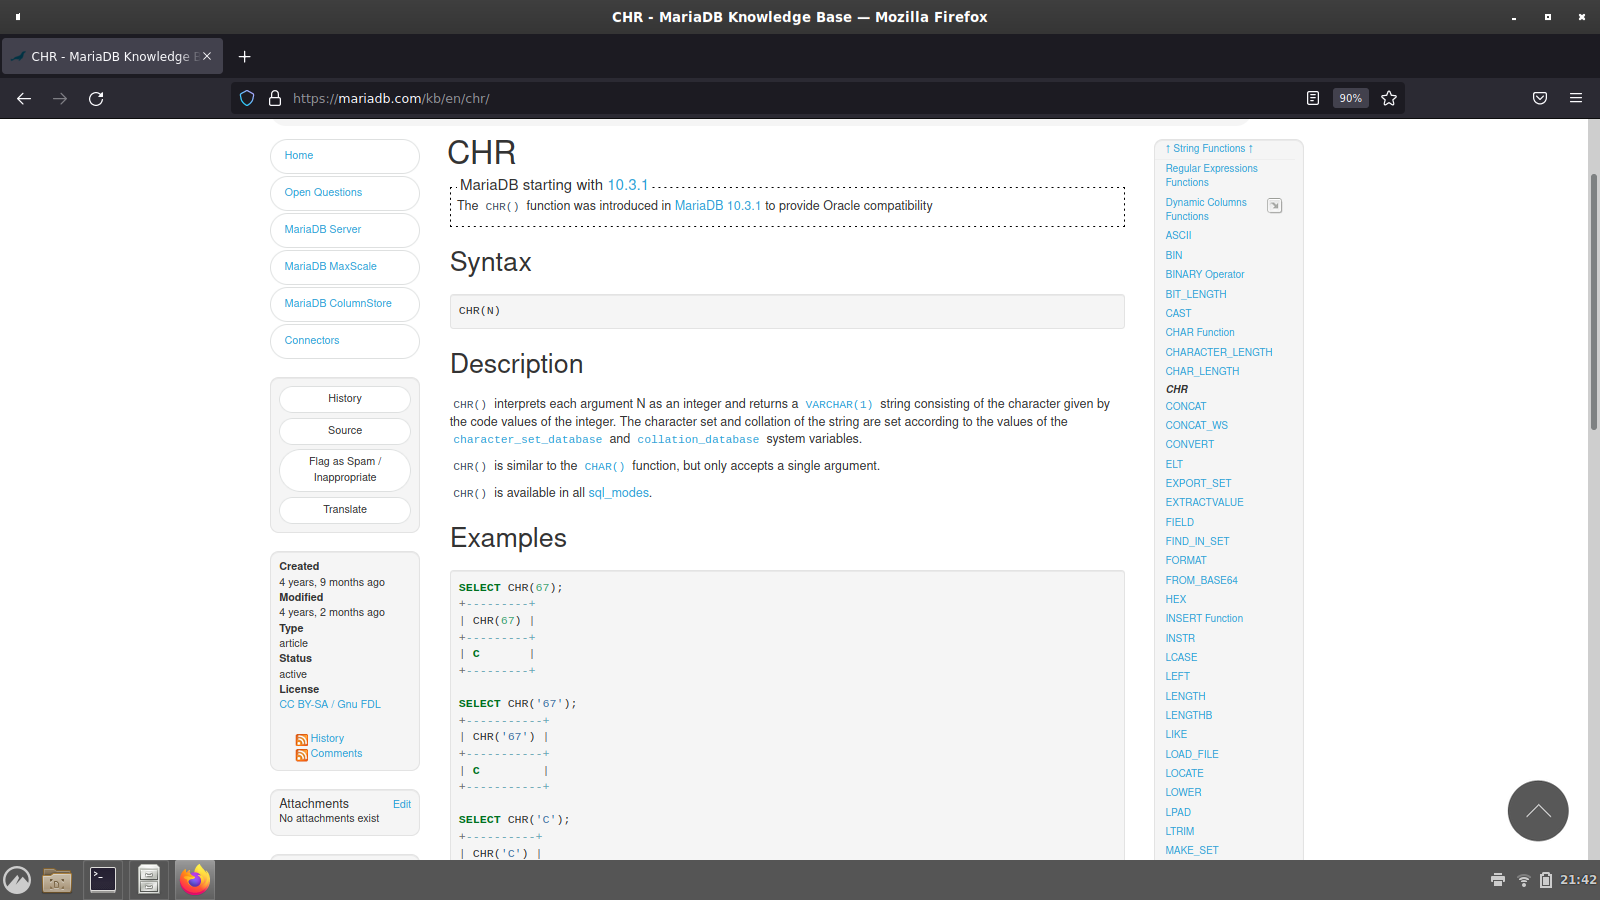 CHR - MariaDB Knowledge Base — Mozilla Firefox
CHR - MariaDB Knowledge
https://mariadb.com/kb/en/chr/
90%
Home
Open Questions
MariaDB Server
MariaDB MaxScale
MariaDB ColumnStore
Connectors
History
Source
Flag as Spam /
Inappropriate
Translate
Created
4 years, 9 months ago
Modified
4 years, 2 months ago
Type
article
Status
active
License
CC BY-SA / Gnu FDL
History
Comments
Attachments Edit
No attachments exist
CHR
MariaDB starting with 10.3.1
The CHR() function was introduced in MariaDB 10.3.1 to provide Oracle compatibility
Syntax
CHR(N)
Description
CHR() interprets each argument N as an integer and returns a VARCHAR(1) string consisting of the character given by
the code values of the integer. The character set and collation of the string are set according to the values of the
character_set_database and collation_database system variables.
CHR() is similar to the CHAR() function, but only accepts a single argument.
CHR() is available in all sql_modes.
Examples
SELECT CHR(67);
+---------+
| CHR(67) |
+---------+
| C       |
+---------+
SELECT CHR('67');
+-----------+
| CHR('67') |
+-----------+
| C         |
+-----------+
SELECT CHR('C');
+----------+
| CHR('C') |
↑ String Functions ↑
Regular Expressions
Functions
Dynamic Columns
Functions
ASCII
BIN
BINARY Operator
BIT_LENGTH
CAST
CHAR Function
CHARACTER_LENGTH
CHAR_LENGTH
CHR
CONCAT
CONCAT_WS
CONVERT
ELT
EXPORT_SET
EXTRACTVALUE
FIELD
FIND_IN_SET
FORMAT
FROM_BASE64
HEX
INSERT Function
INSTR
LCASE
LEFT
LENGTH
LENGTHB
LIKE
LOAD_FILE
LOCATE
LOWER
LPAD
LTRIM
MAKE_SET
21:42